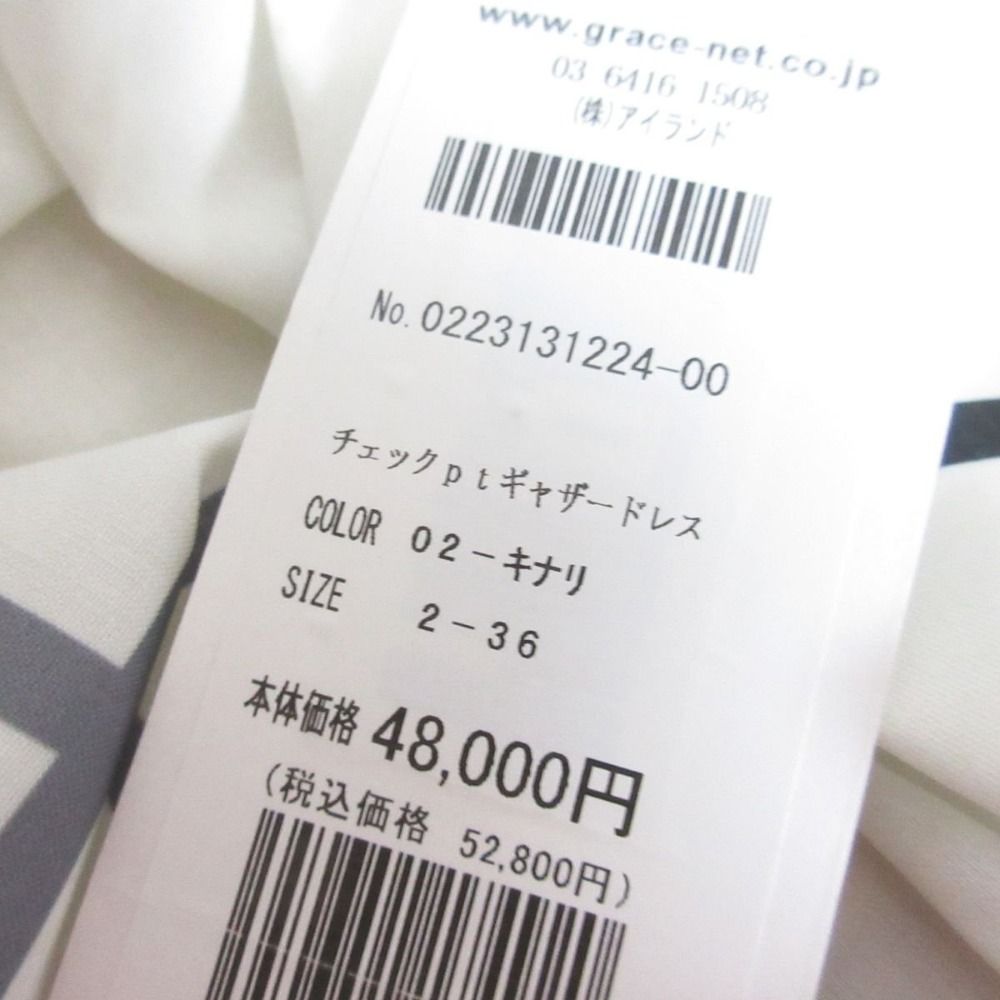 www.grace-net.co.jp
03 6416 1508
(株)アイランド
No.0223131224-00
チェックｐｔギャザードレス
COLOR 02-キナリ
SIZE 2-36
本体価格 48,000円
(税込価格 52,800円)